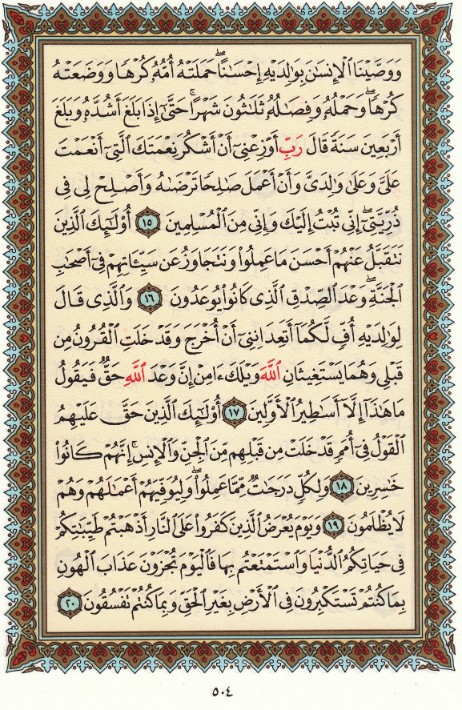 وَوَصَّيْنَا ٱلْإِنسَٰنَ بِوَٰلِدَيْهِ إِحْسَٰنًا ۖ حَمَلَتْهُ أُمُّهُۥ كُرْهًا وَوَضَعَتْهُ
كُرْهًا ۖ وَحَمْلُهُۥ وَفِصَٰلُهُۥ ثَلَٰثُونَ شَهْرًا ۚ حَتَّىٰٓ إِذَا بَلَغَ أَشُدَّهُۥ وَبَلَغَ
أَرْبَعِينَ سَنَةً قَالَ رَبِّ أَوْزِعْنِىٓ أَنْ أَشْكُرَ نِعْمَتَكَ ٱلَّتِىٓ أَنْعَمْتَ
عَلَىَّ وَعَلَىٰ وَٰلِدَىَّ وَأَنْ أَعْمَلَ صَٰلِحًا تَرْضَىٰهُ وَأَصْلِحْ لِى فِى
ذُرِّيَّتِىٓ ۖ إِنِّى تُبْتُ إِلَيْكَ وَإِنِّى مِنَ ٱلْمُسْلِمِينَ ١٥ أُو۟لَٰٓئِكَ ٱلَّذِينَ
نَتَقَبَّلُ عَنْهُمْ أَحْسَنَ مَا عَمِلُوا۟ وَنَتَجَاوَزُ عَن سَيِّـَٔاتِهِمْ فِىٓ أَصْحَٰبِ
ٱلْجَنَّةِ ۖ وَعْدَ ٱلصِّدْقِ ٱلَّذِى كَانُوا۟ يُوعَدُونَ ١٦ وَٱلَّذِى قَالَ
لِوَٰلِدَيْهِ أُفٍّ لَّكُمَآ أَتَعِدَانِنِىٓ أَنْ أُخْرَجَ وَقَدْ خَلَتِ ٱلْقُرُونُ مِن
قَبْلِى وَهُمَا يَسْتَغِيثَانِ ٱللَّهَ وَيْلَكَ ءَامِنْ إِنَّ وَعْدَ ٱللَّهِ حَقٌّ فَيَقُولُ
مَا هَٰذَآ إِلَّآ أَسَٰطِيرُ ٱلْأَوَّلِينَ ١٧ أُو۟لَٰٓئِكَ ٱلَّذِينَ حَقَّ عَلَيْهِمُ
ٱلْقَوْلُ فِىٓ أُمَمٍ قَدْ خَلَتْ مِن قَبْلِهِم مِّنَ ٱلْجِنِّ وَٱلْإِنسِ ۖ إِنَّهُمْ كَانُوا۟
خَٰسِرِينَ ١٨ وَلِكُلٍّ دَرَجَٰتٌ مِّمَّا عَمِلُوا۟ ۖ وَلِيُوَفِّيَهُمْ أَعْمَٰلَهُمْ وَهُمْ
لَا يُظْلَمُونَ ١٩ وَيَوْمَ يُعْرَضُ ٱلَّذِينَ كَفَرُوا۟ عَلَى ٱلنَّارِ أَذْهَبْتُمْ طَيِّبَٰتِكُمْ
فِى حَيَاتِكُمُ ٱلدُّنْيَا وَٱسْتَمْتَعْتُم بِهَا فَٱلْيَوْمَ تُجْزَوْنَ عَذَابَ ٱلْهُونِ
بِمَا كُنتُمْ تَسْتَكْبِرُونَ فِى ٱلْأَرْضِ بِغَيْرِ ٱلْحَقِّ وَبِمَا كُنتُمْ تَفْسُقُونَ ٢٠
٥٠٤